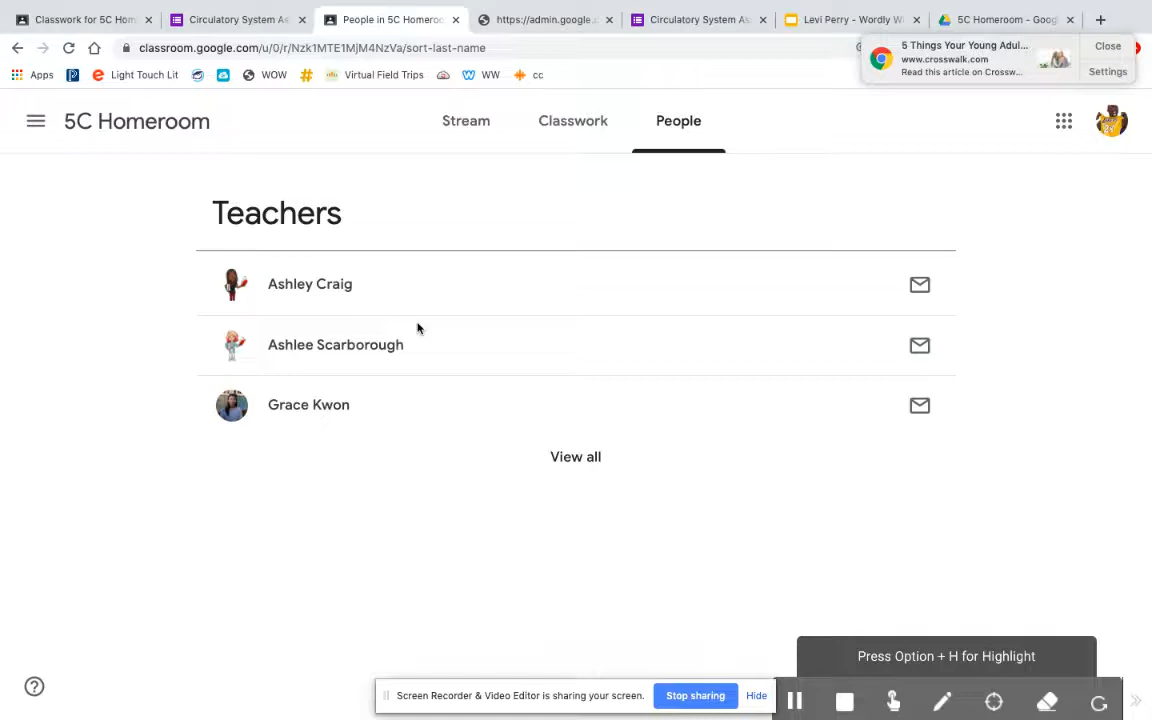 Classwork for 5C Hom
Circulatory System As
People in 5C Homeroo
https://admin.google.c
Circulatory System As
Levi Perry - Wordly W
5C Homeroom - Goog
classroom.google.com/u/0/r/Nzk1MTE1MjM4NzVa/sort-last-name
5 Things Your Young Adul...
www.crosswalk.com
Read this article on Crossw...
Close
Settings
Apps
Light Touch Lit
WOW
Virtual Field Trips
WW
cc
5C Homeroom
Stream
Classwork
People
Teachers
Ashley Craig
Ashlee Scarborough
Grace Kwon
View all
Press Option + H for Highlight
Screen Recorder & Video Editor is sharing your screen.
Stop sharing
Hide